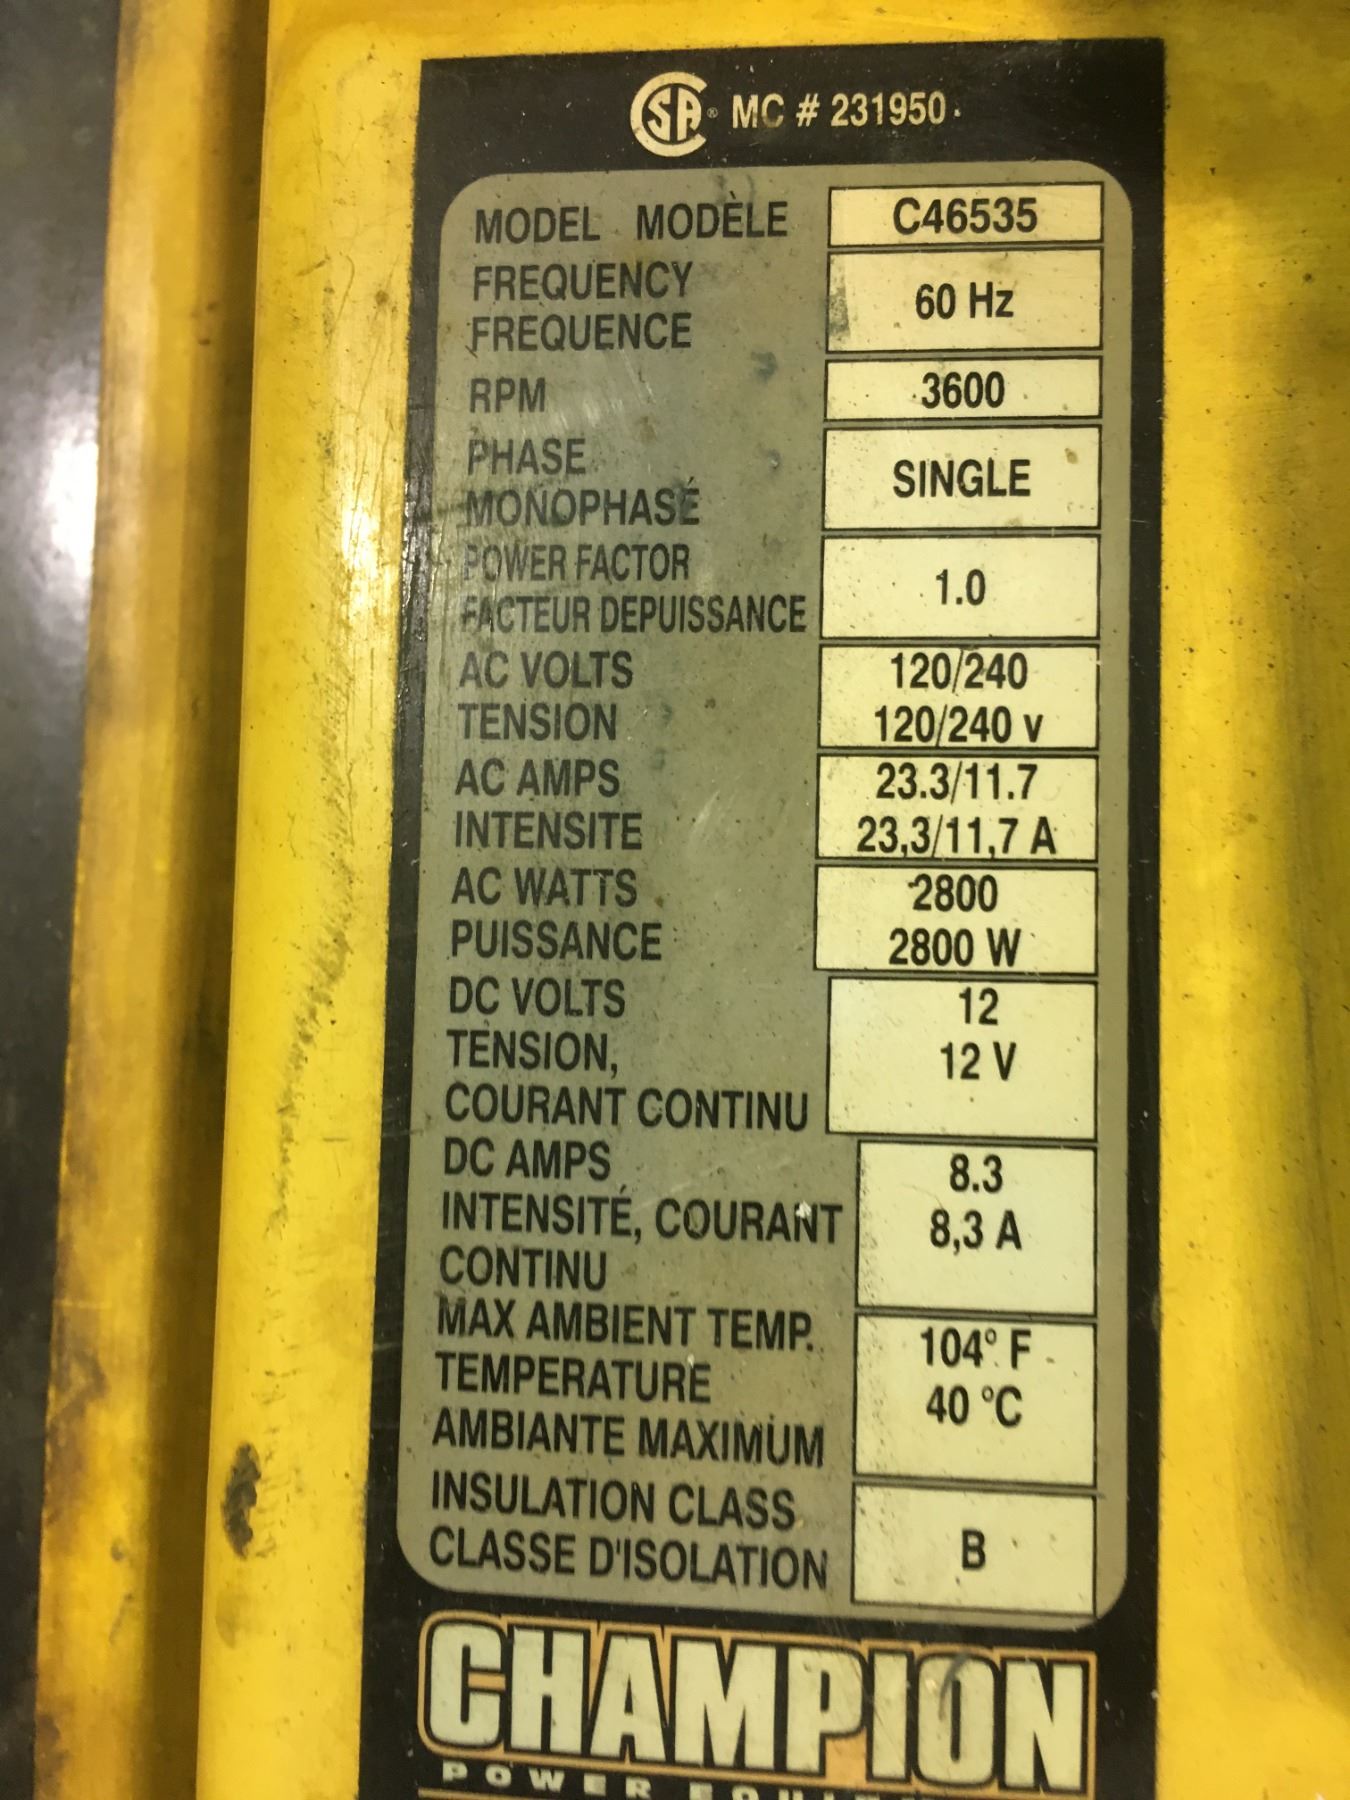 CSA® MC # 231950
MODEL MODÈLE C46535
FREQUENCY
FREQUENCE
60 Hz
RPM 3600
PHASE
MONOPHASÉ
SINGLE
POWER FACTOR
FACTEUR DEPUISSANCE
1.0
AC VOLTS 120/240
TENSION 120/240 v
AC AMPS 23.3/11.7
INTENSITE 23,3/11,7 A
AC WATTS 2800
PUISSANCE 2800 W
DC VOLTS 12
TENSION, 12 V
COURANT CONTINU
DC AMPS 8.3
INTENSITÉ, COURANT 8,3 A
CONTINU
MAX AMBIENT TEMP. 104° F
TEMPERATURE 40 °C
AMBIANTE MAXIMUM
INSULATION CLASS
CLASSE D'ISOLATION
B
CHAMPION
POWER